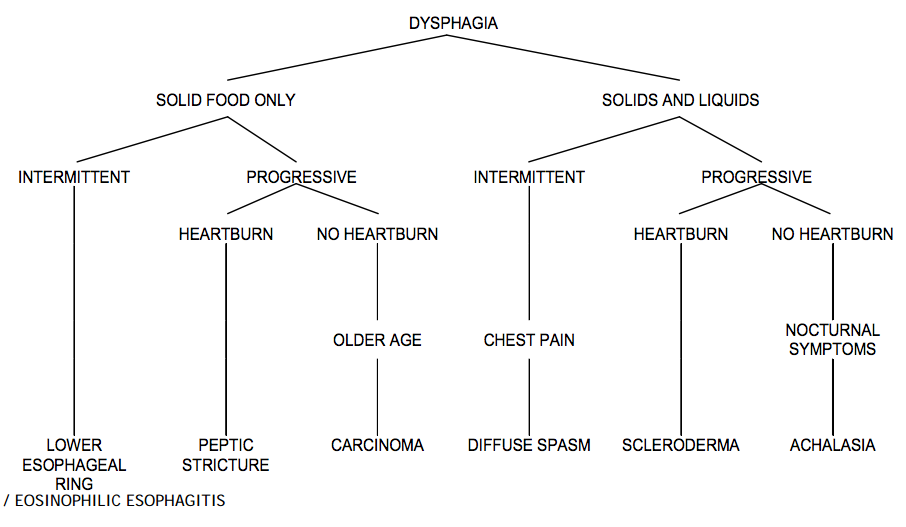 DYSPHAGIA
SOLID FOOD ONLY
SOLIDS AND LIQUIDS
INTERMITTENT
PROGRESSIVE
INTERMITTENT
PROGRESSIVE
HEARTBURN
NO HEARTBURN
HEARTBURN
NO HEARTBURN
OLDER AGE
CHEST PAIN
NOCTURNAL
SYMPTOMS
LOWER
ESOPHAGEAL
RING
/ EOSINOPHILIC ESOPHAGITIS
PEPTIC
STRICTURE
CARCINOMA
DIFFUSE SPASM
SCLERODERMA
ACHALASIA